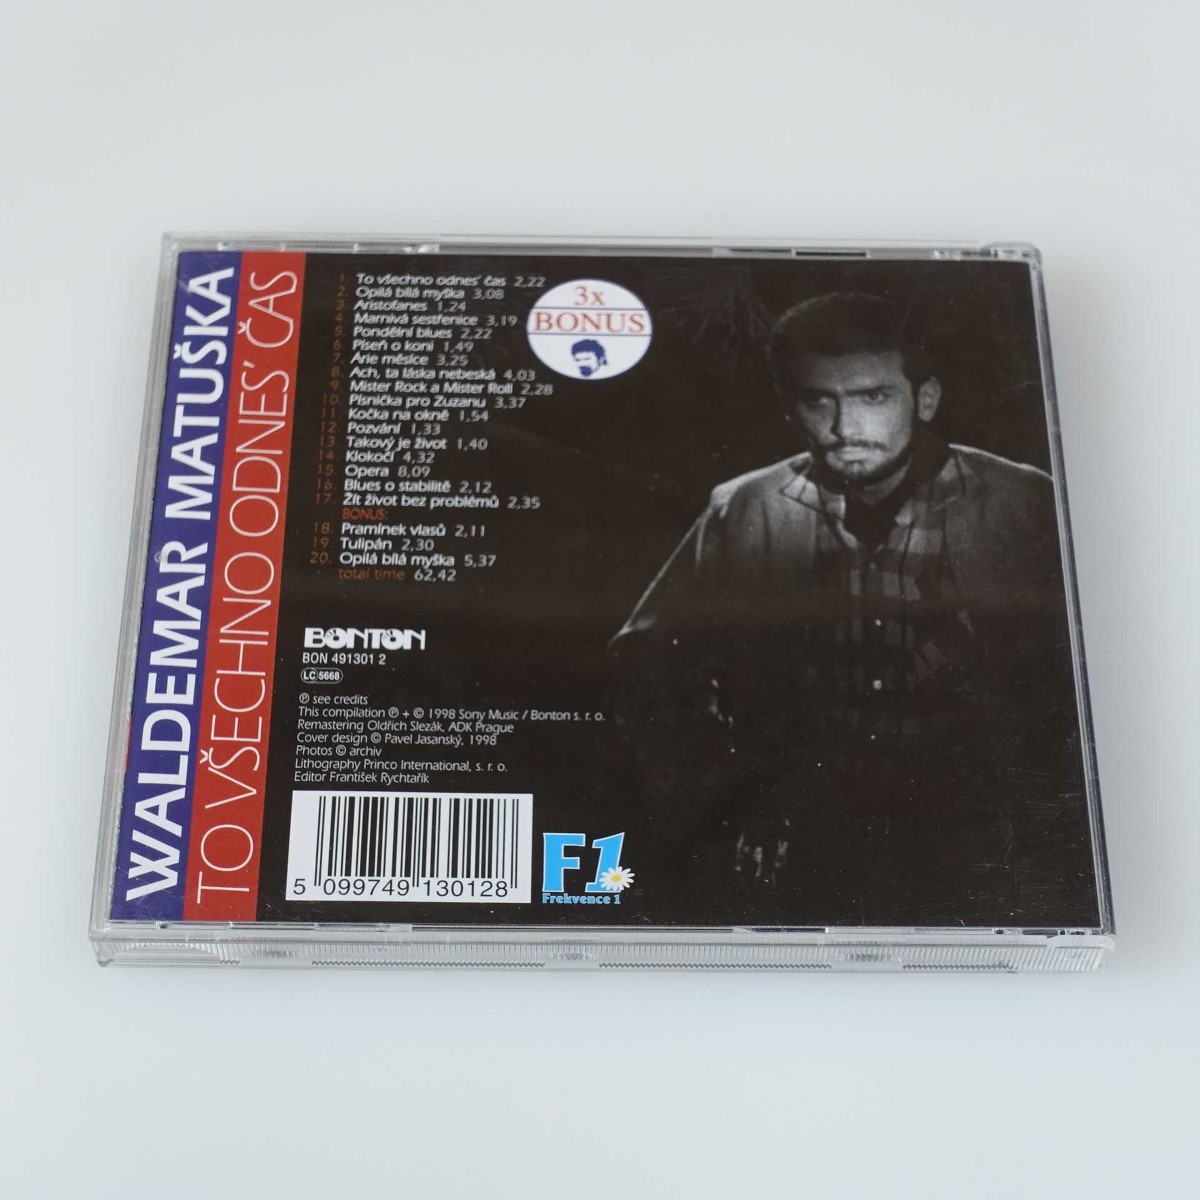 WALDEMAR MATUŠKA
TO VŠECHNO ODNES' ČAS
1. To všechno odnes' čas 2,22
2. Opilá bílá myška 3,08
3. Aristofanes 1,24
4. Marnivá sestřenice 3,19
5. Pondělní blues 2,22
6. Píseň o koni 1,49
7. Árie měsíce 3,25
8. Ach, ta láska nebeská 4,03
9. Mister Rock a Mister Roll 2,28
10. Písnička pro Zuzanu 3,37
11. Kočka na okně 1,54
12. Pozvání 1,33
13. Takový je život 1,40
14. Klokočí 4,32
15. Opera 8,09
16. Blues o stabilitě 2,12
17. Žít život bez problémů 2,35
BONUS:
18. Pramínek vlasů 2,11
19. Tulipán 2,30
20. Opilá bílá myška 5,37
total time 62,42
3x
BONUS
BONTON
BON 491301 2
LC 5668
℗ see credits
This compilation ℗ + © 1998 Sony Music / Bonton s. r. o.
Remastering Oldřich Slezák, ADK Prague
Cover design © Pavel Jasanský, 1998
Photos © archiv
Lithography Princo International, s. r. o.
Editor František Rychtařík
5 099749 130128
F1
Frekvence 1